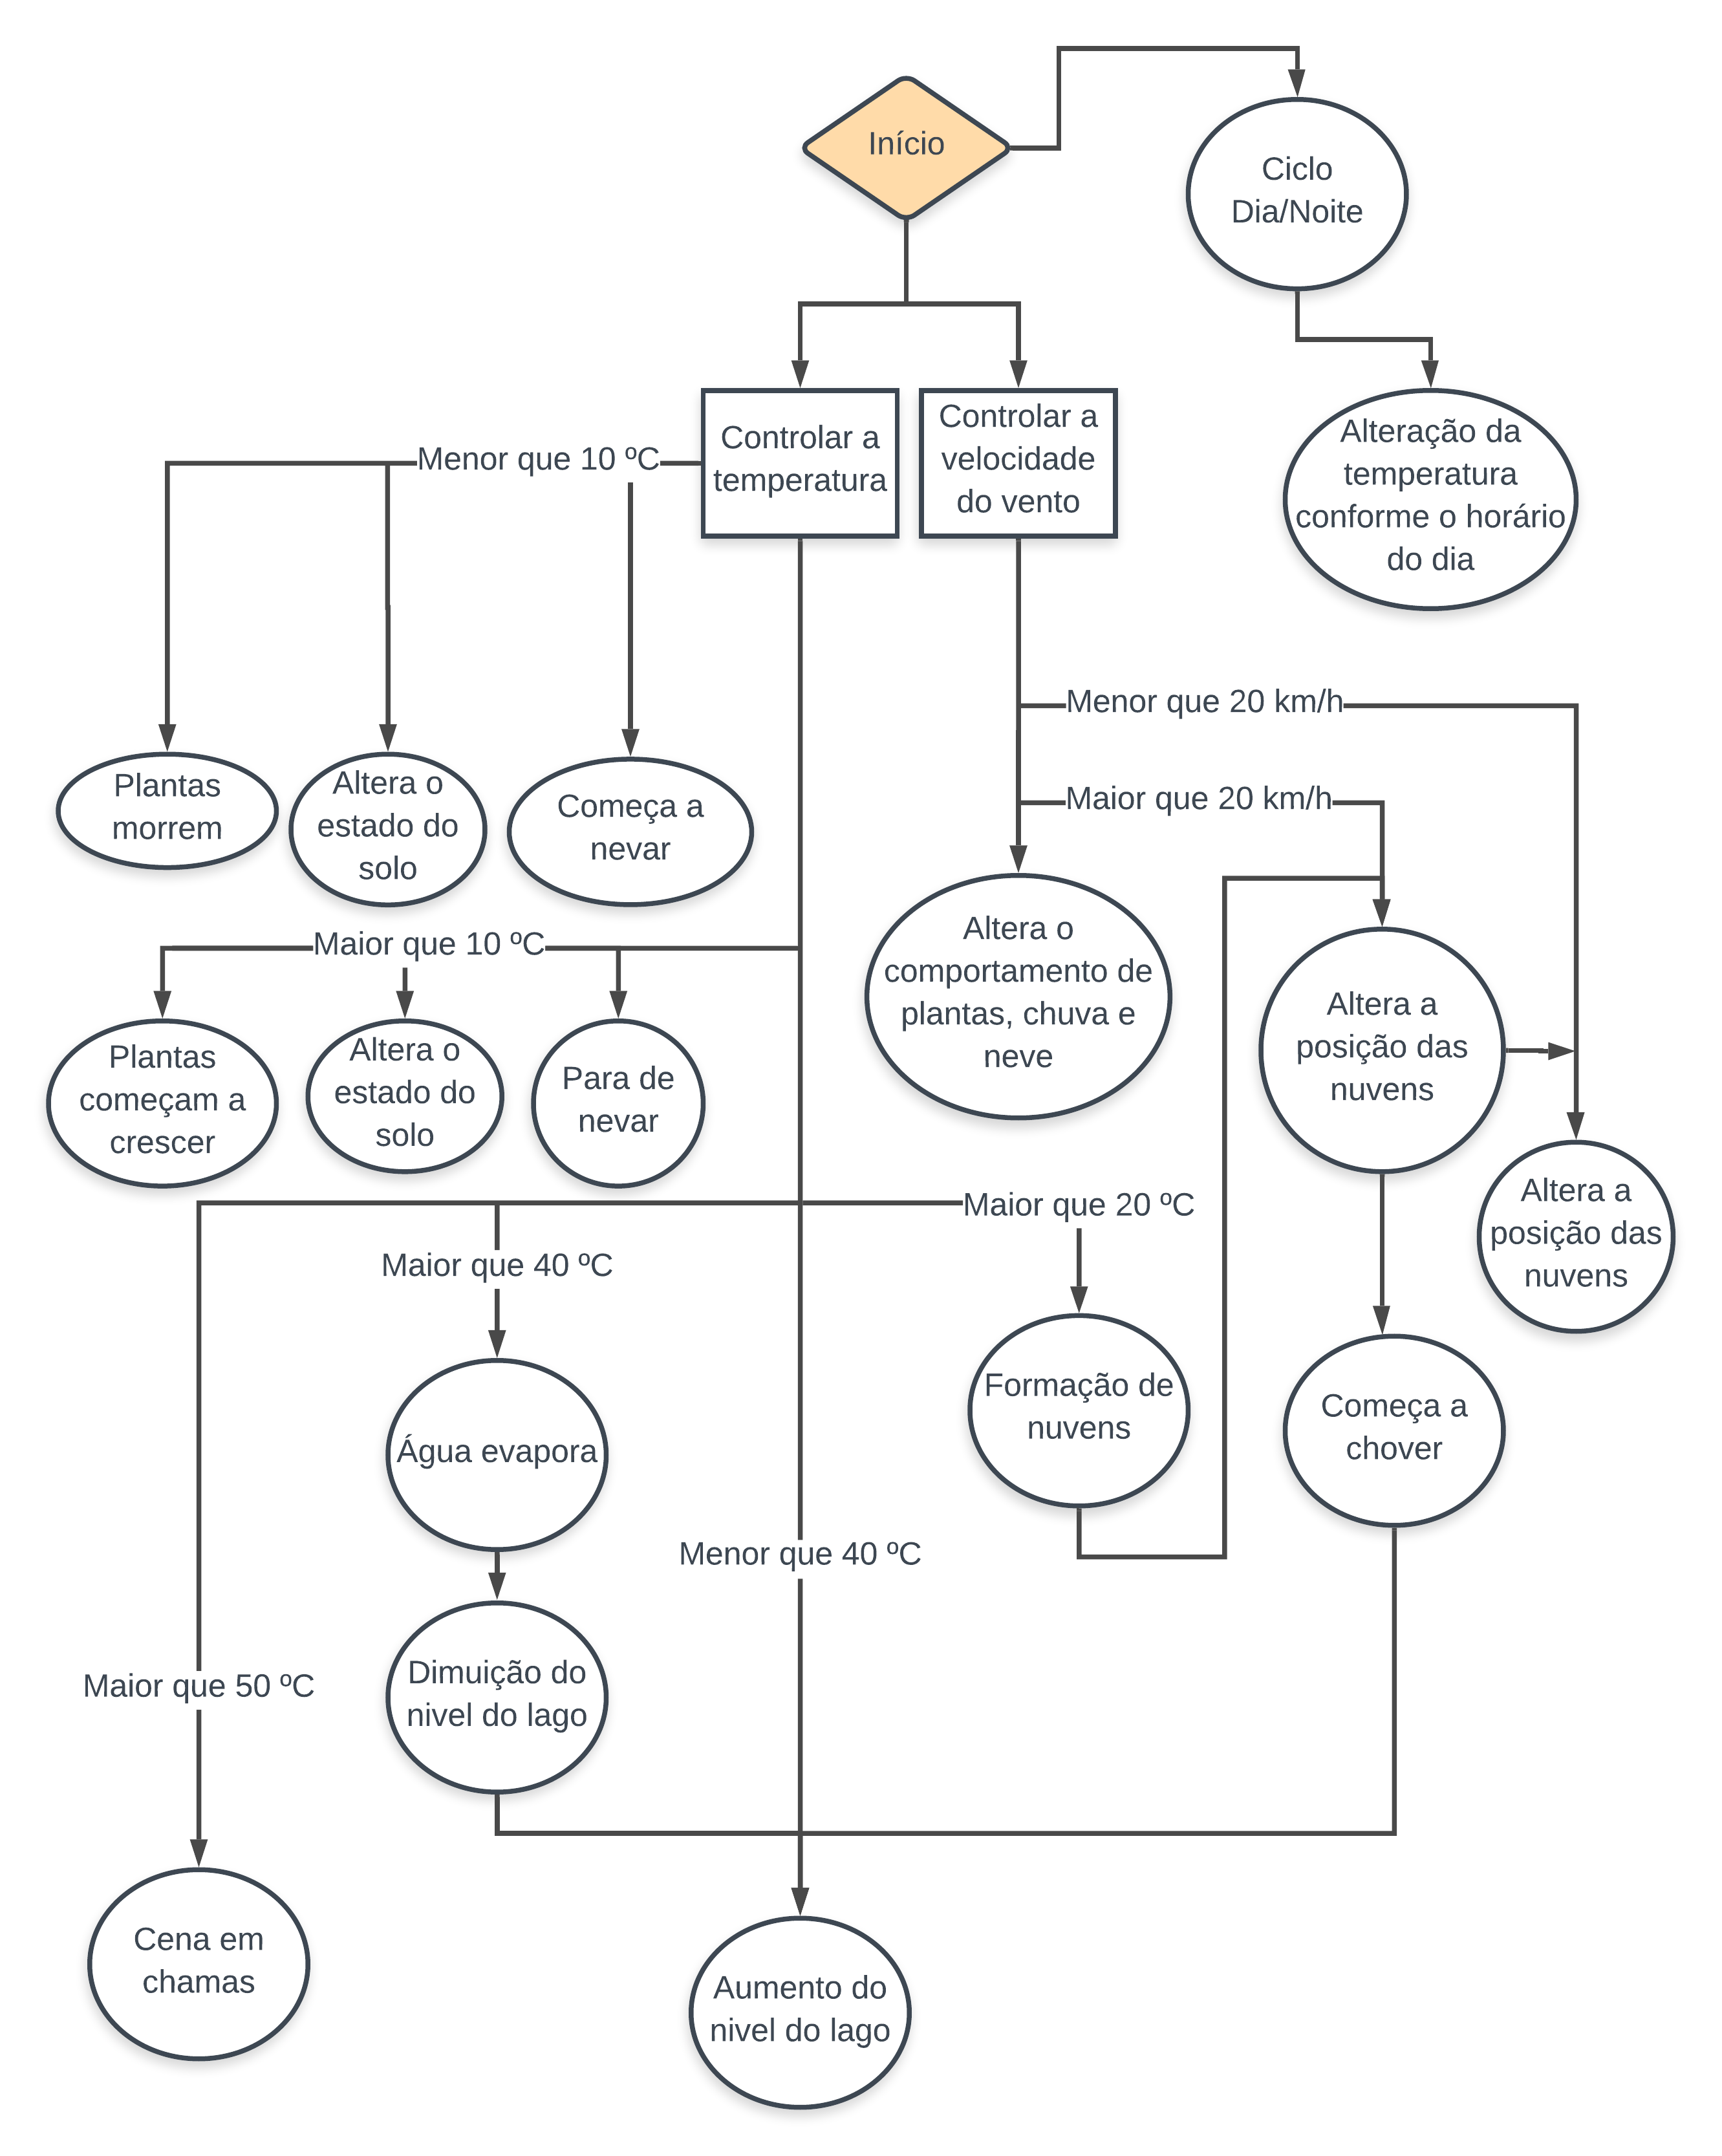 Início
Ciclo
Dia/Noite
Controlar a
temperatura
Controlar a
velocidade
do vento
Alteração da
temperatura
conforme o horário
do dia
Menor que 10 ºC
Menor que 20 km/h
Maior que 20 km/h
Plantas
morrem
Altera o
estado do
solo
Começa a
nevar
Maior que 10 ºC
Altera o
comportamento de
plantas, chuva e
neve
Altera a
posição das
nuvens
Plantas
começam a
crescer
Altera o
estado do
solo
Para de
nevar
Maior que 20 ºC
Altera a
posição das
nuvens
Maior que 40 ºC
Formação de
nuvens
Começa a
chover
Água evapora
Menor que 40 ºC
Dimuição do
nivel do lago
Maior que 50 ºC
Cena em
chamas
Aumento do
nivel do lago